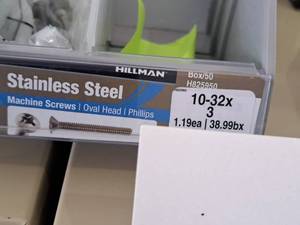 HILLMAN
Box/50
H825950
Stainless Steel
Machine Screws | Oval Head | Phillips
10-32x
3
1.19ea | 38.99bx